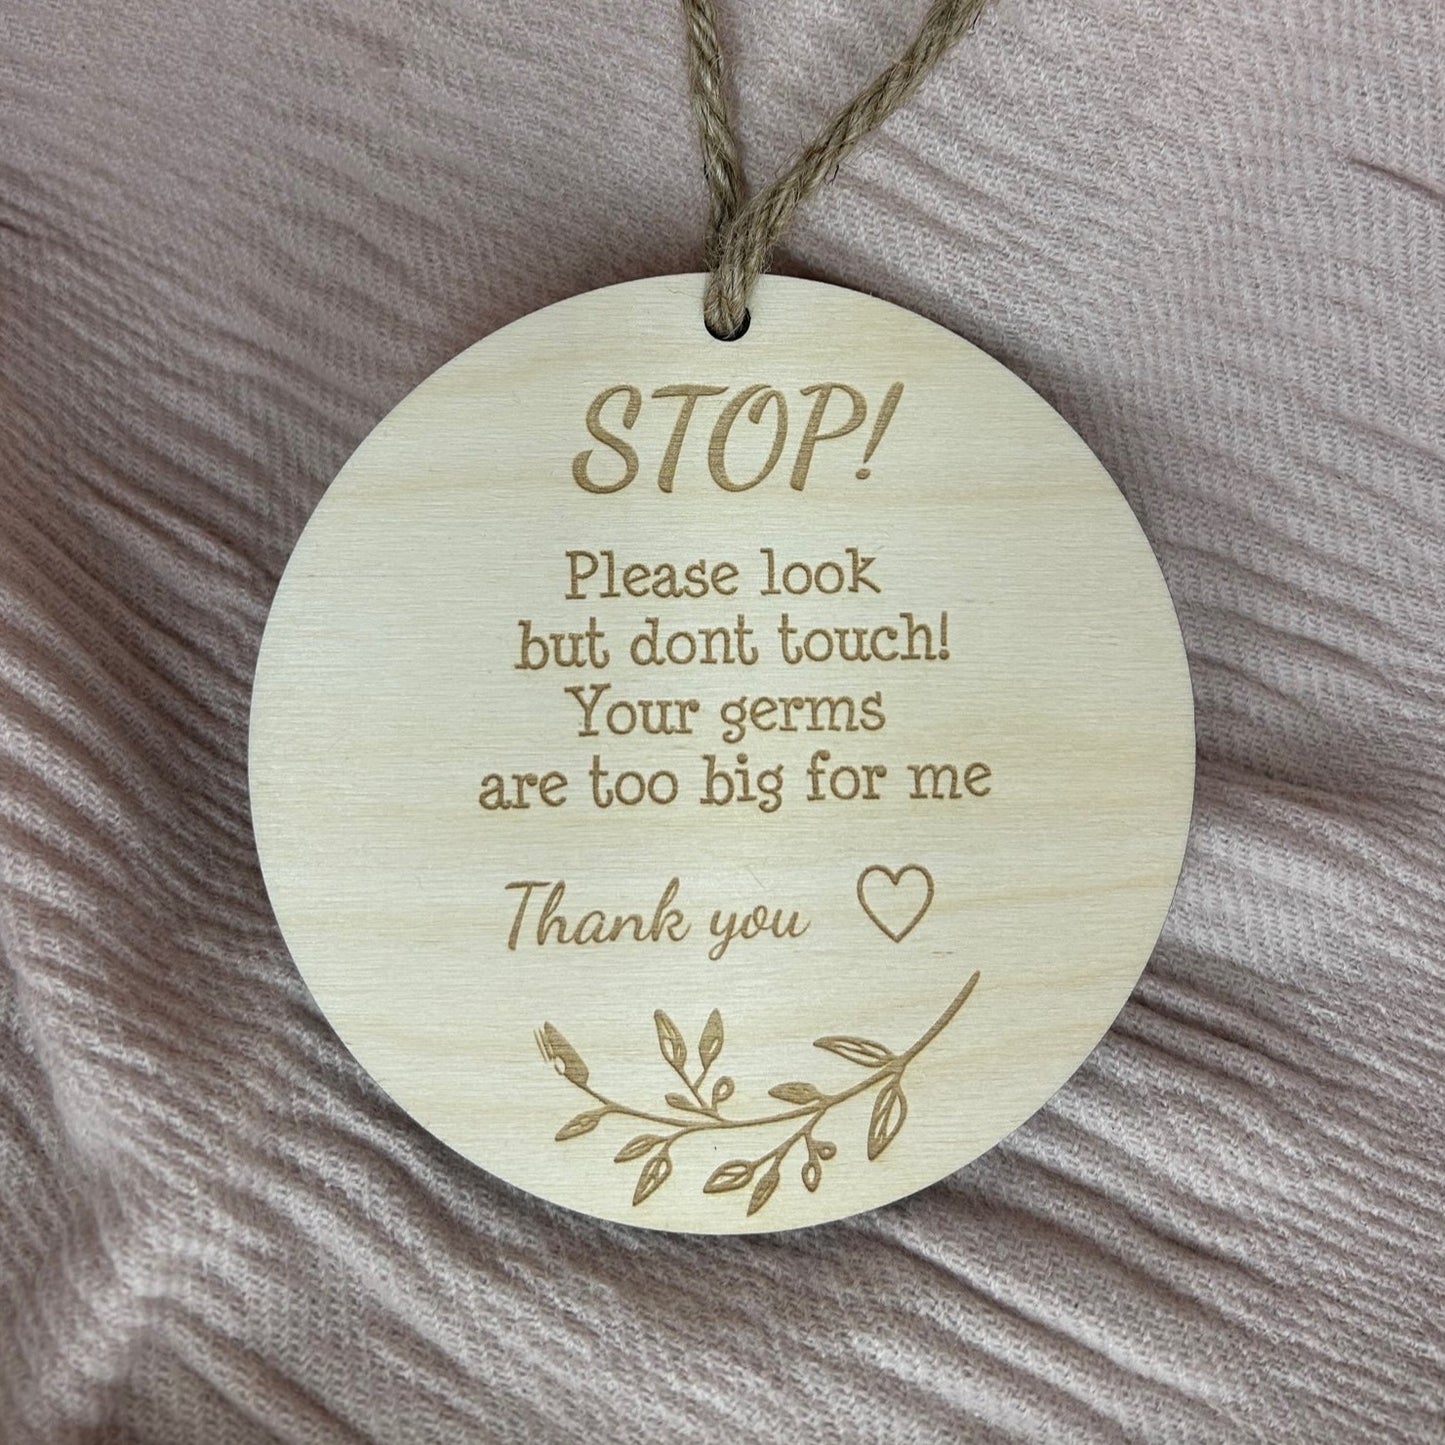 STOP!
Please look
but dont touch!
Your germs
are too big for me
Thank you